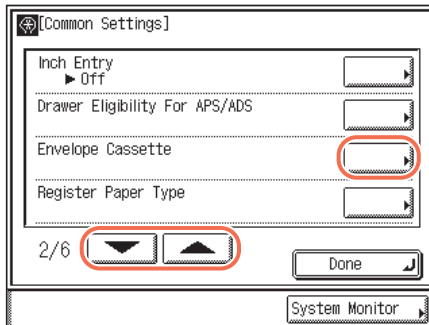 [Common Settings]
Inch Entry
▶ Off
Drawer Eligibility For APS/ADS
Envelope Cassette
Register Paper Type
2/6
Done
System Monitor